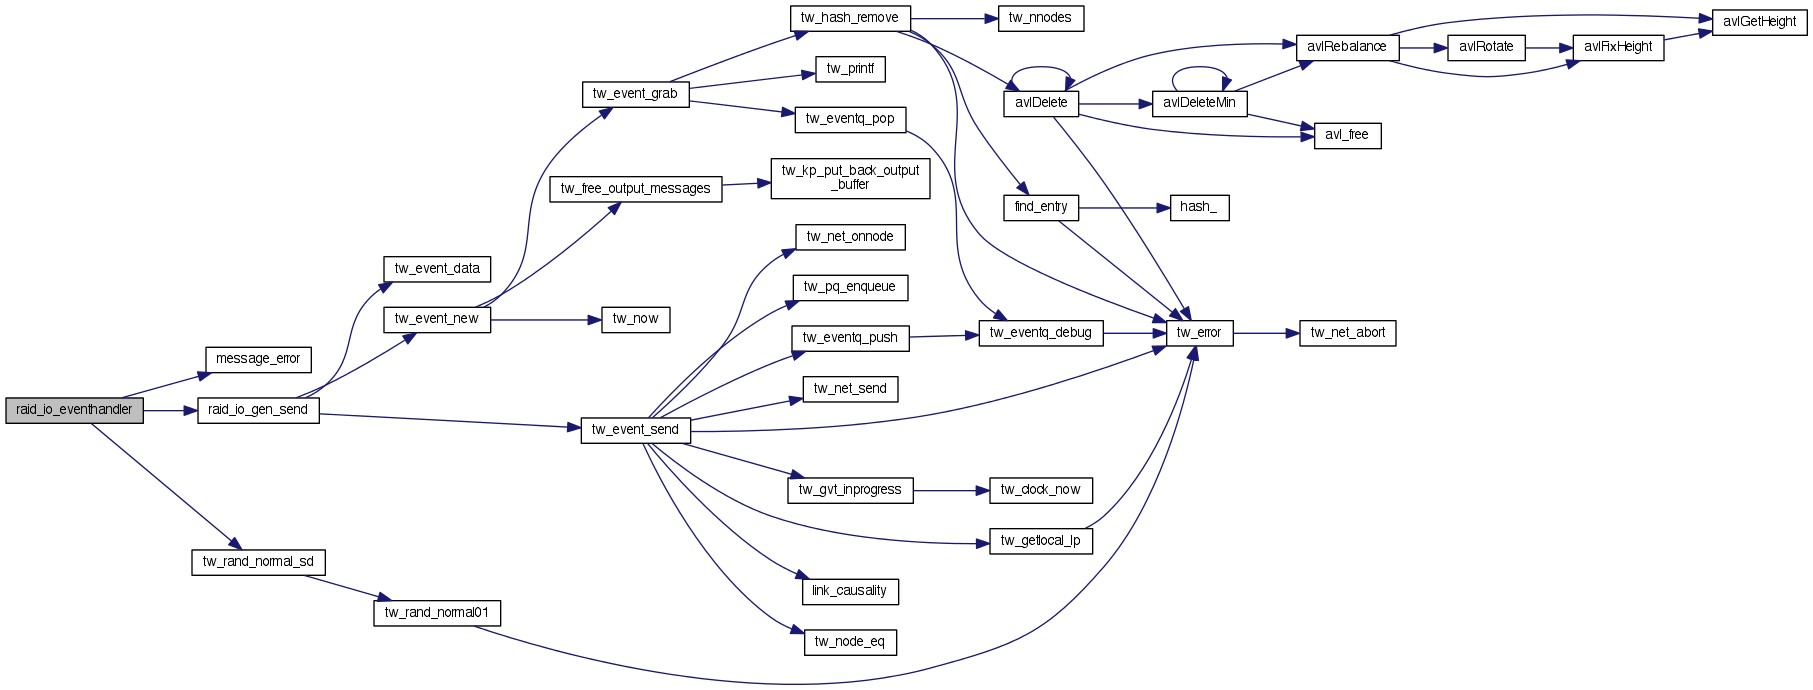 raid_io_eventhandler
message_error
raid_io_gen_send
tw_rand_normal_sd
tw_event_data
tw_event_new
tw_rand_normal01
tw_event_grab
tw_free_output_messages
tw_now
tw_event_send
tw_hash_remove
tw_printf
tw_eventq_pop
tw_kp_put_back_output
_buffer
tw_net_onnode
tw_pq_enqueue
tw_eventq_push
tw_net_send
tw_gvt_inprogress
link_causality
tw_node_eq
tw_nnodes
avlDelete
find_entry
tw_eventq_debug
tw_clock_now
tw_getlocal_lp
avlDeleteMin
hash_
tw_error
avlRebalance
avl_free
tw_net_abort
avlRotate
avlFixHeight
avlGetHeight